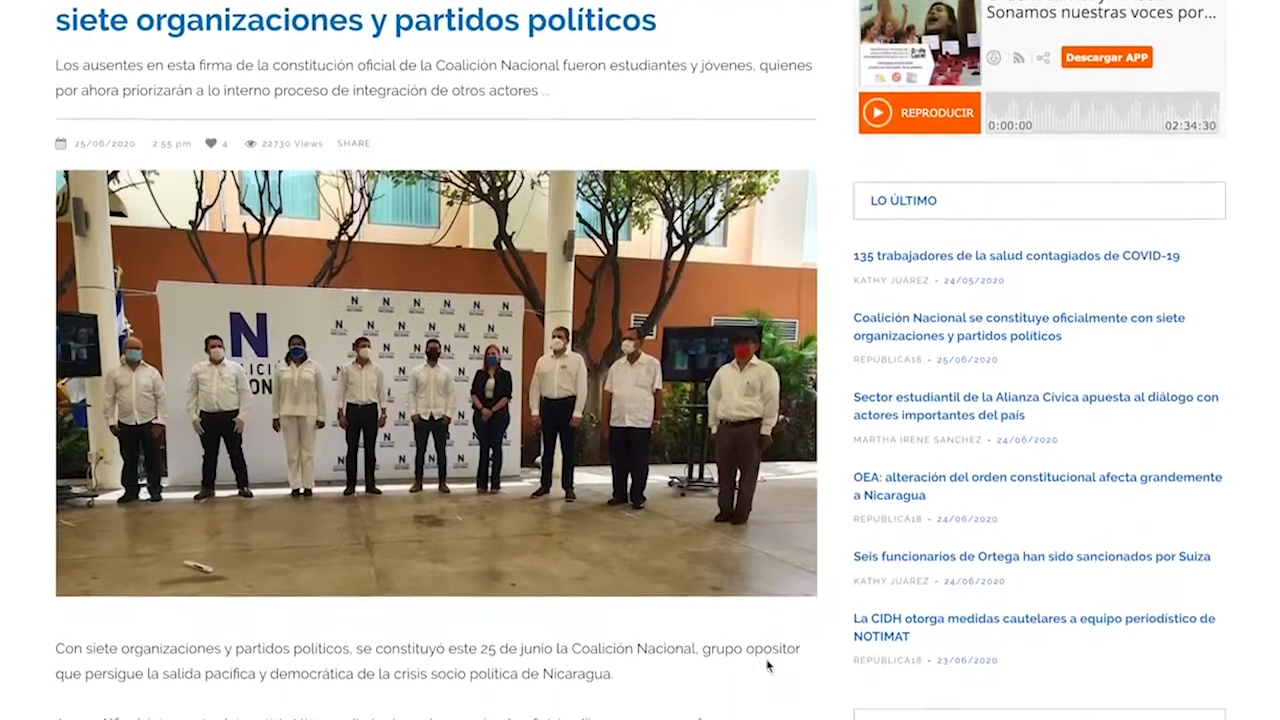 siete organizaciones y partidos políticos
Los ausentes en esta firma de la constitución oficial de la Coalición Nacional fueron estudiantes y jóvenes, quienes
por ahora priorizarán a lo interno proceso de integración de otros actores ...
25/06/2020 2:55 pm 4 22730 Views SHARE
N
Con siete organizaciones y partidos políticos, se constituyó este 25 de junio la Coalición Nacional, grupo opositor
que persigue la salida pacífica y democrática de la crisis socio política de Nicaragua.
Sonamos nuestras voces por...
Descargar APP
REPRODUCIR
0:00:00 02:34:30
LO ÚLTIMO
135 trabajadores de la salud contagiados de COVID-19
KATHY JUÁREZ - 24/05/2020
Coalición Nacional se constituye oficialmente con siete
organizaciones y partidos políticos
REPÚBLICA18 - 25/06/2020
Sector estudiantil de la Alianza Cívica apuesta al diálogo con
actores importantes del país
MARTHA IRENE SANCHEZ - 24/06/2020
OEA: alteración del orden constitucional afecta grandemente
a Nicaragua
REPÚBLICA18 - 24/06/2020
Seis funcionarios de Ortega han sido sancionados por Suiza
KATHY JUÁREZ - 24/06/2020
La CIDH otorga medidas cautelares a equipo periodístico de
NOTIMAT
REPÚBLICA18 - 23/06/2020